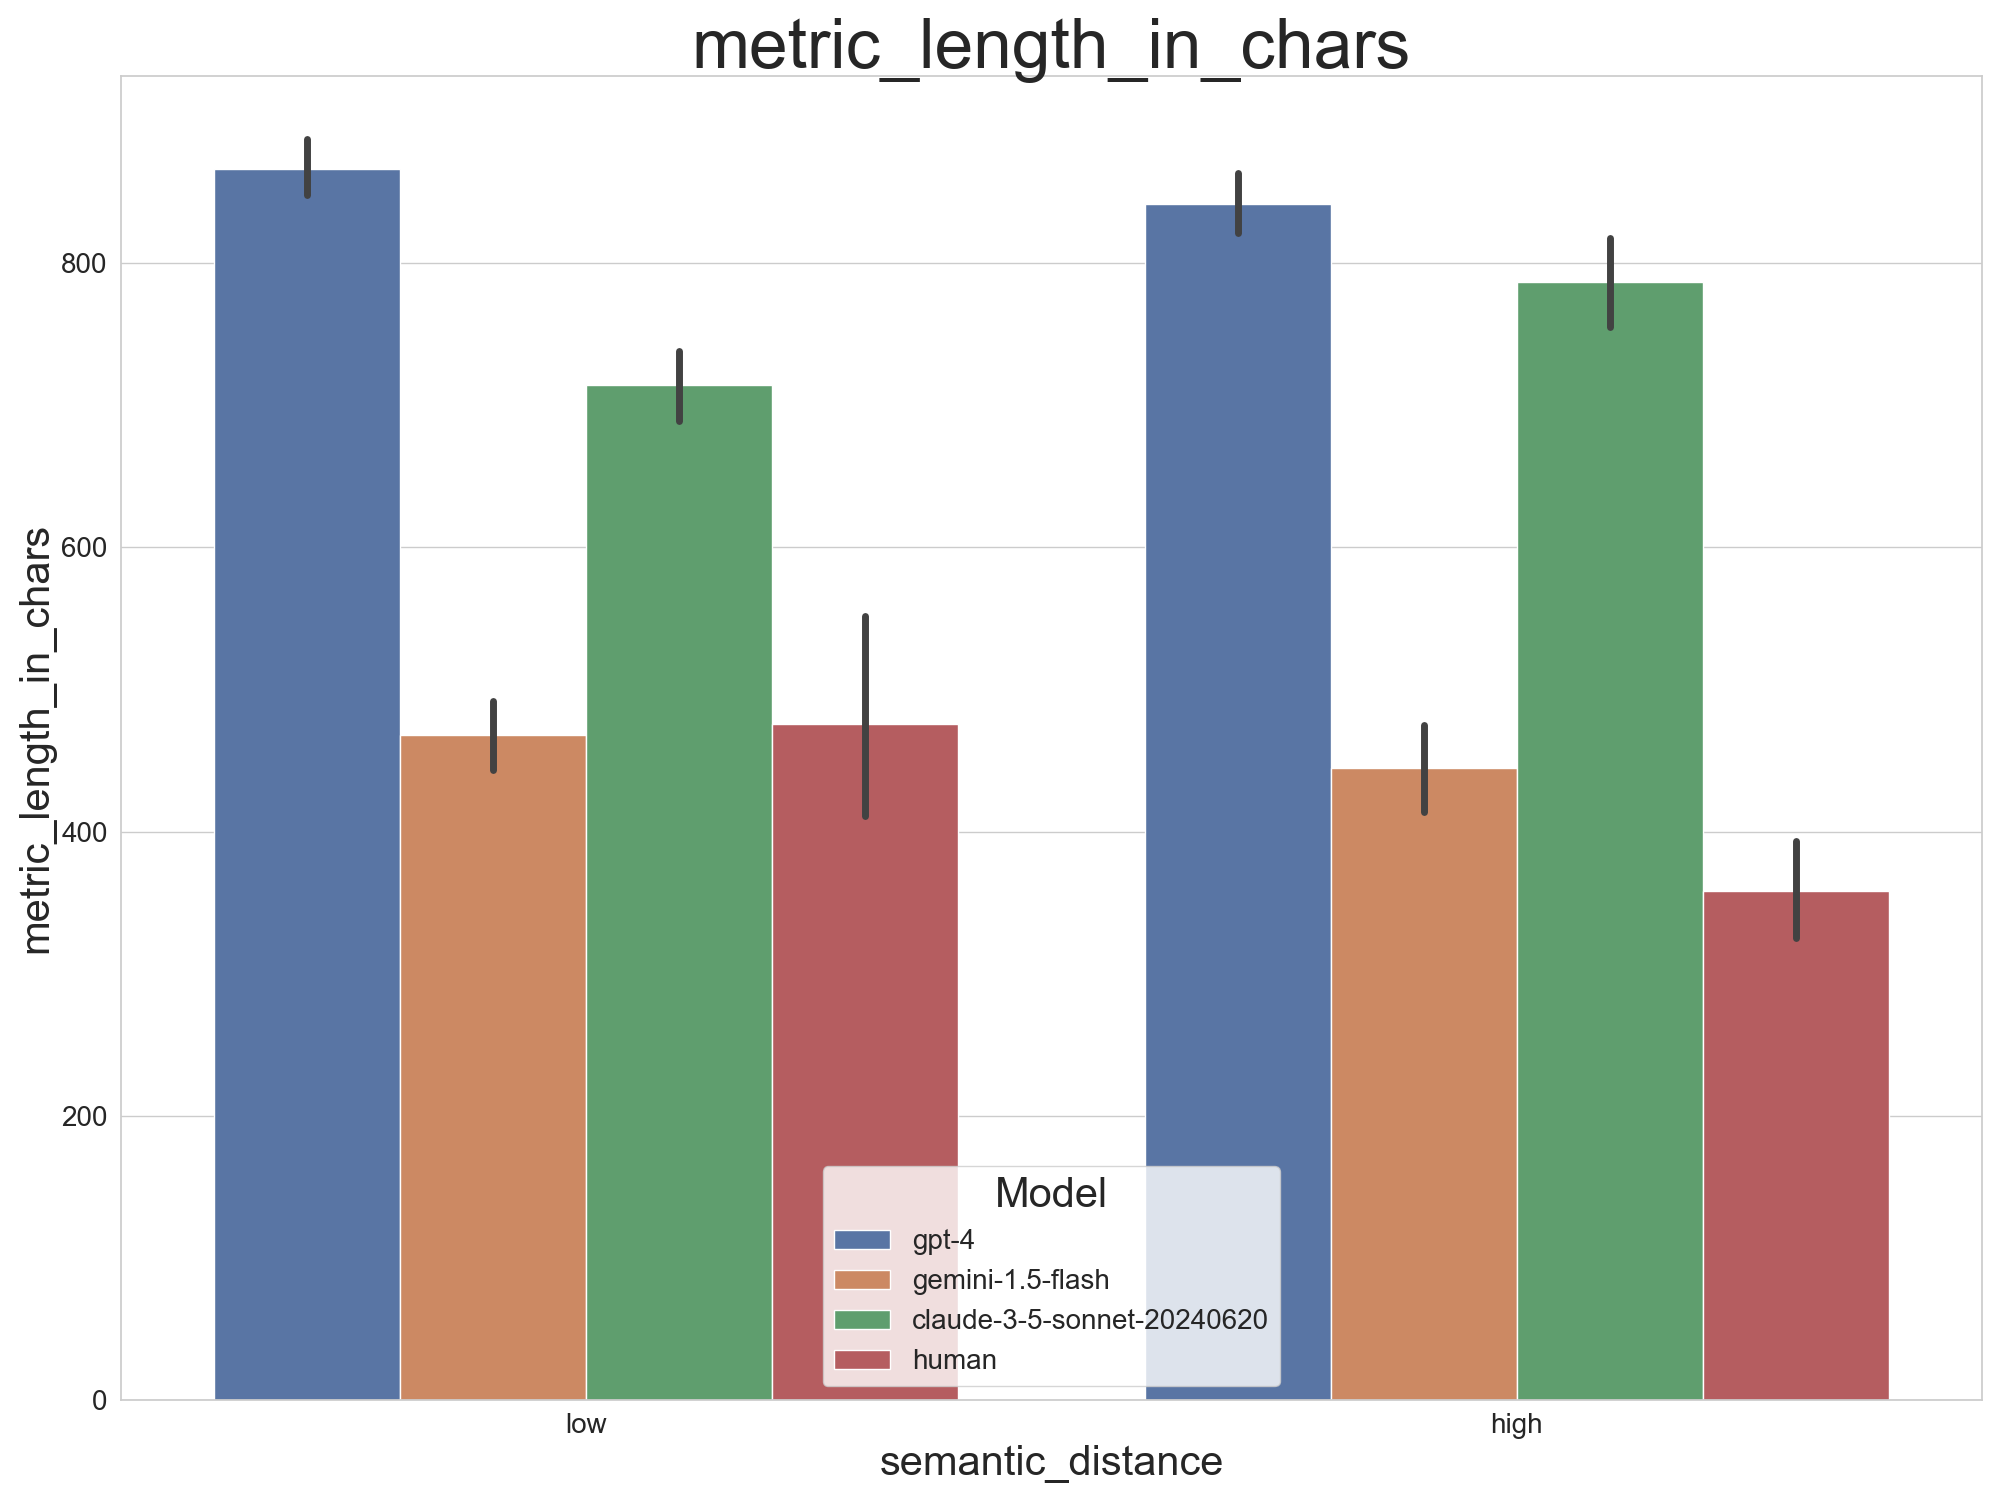 metric_length_in_chars
metric_length_in_chars
800
600
400
200
0
low
high
semantic_distance
Model
gpt-4
gemini-1.5-flash
claude-3-5-sonnet-20240620
human